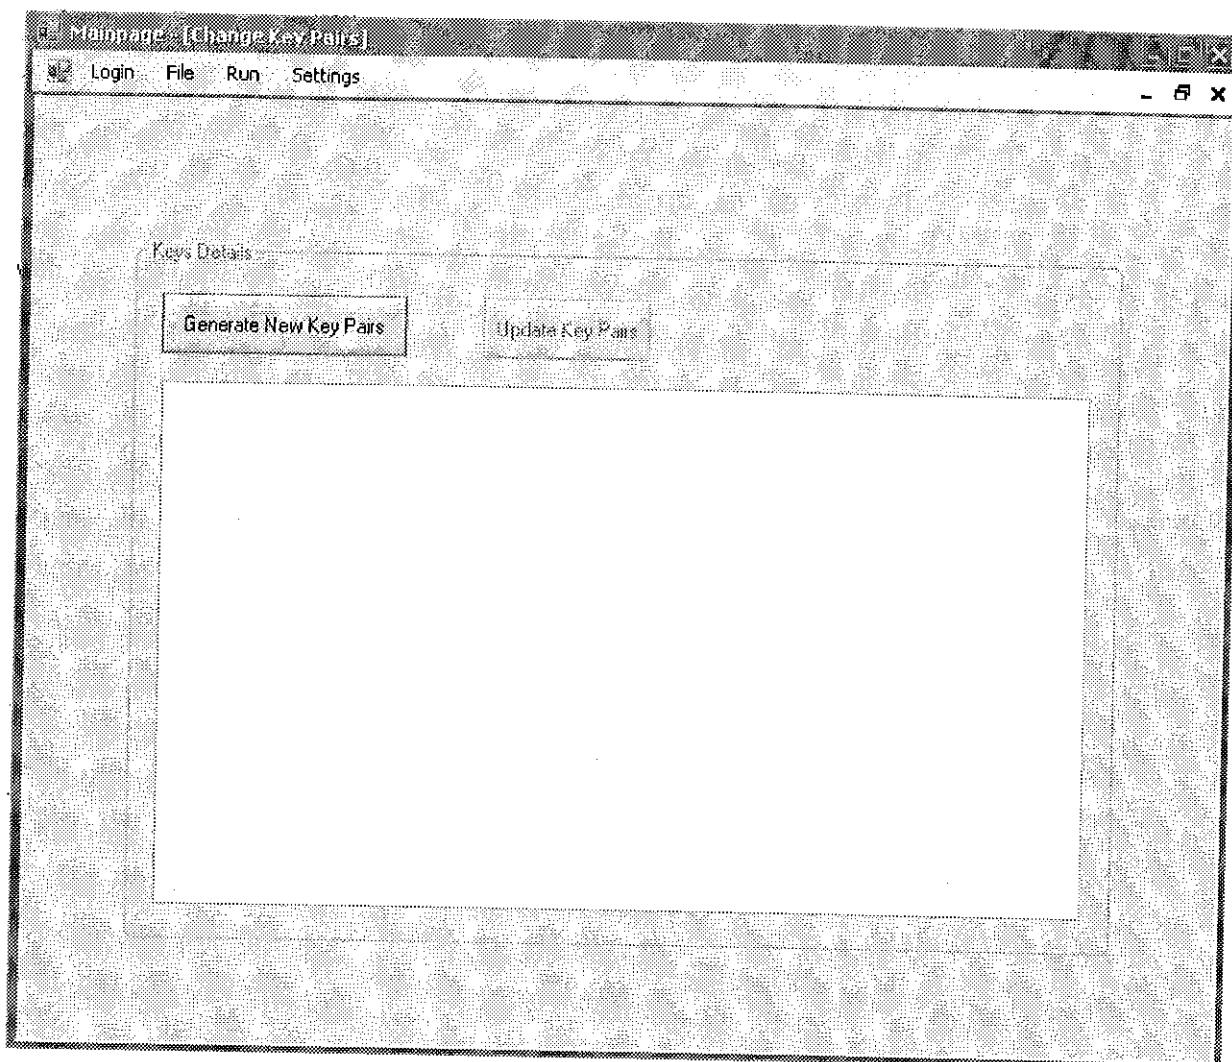 Mainpage - [Change Key Pairs]
Login File Run Settings
Keys Details
Generate New Key Pairs Update Key Pairs